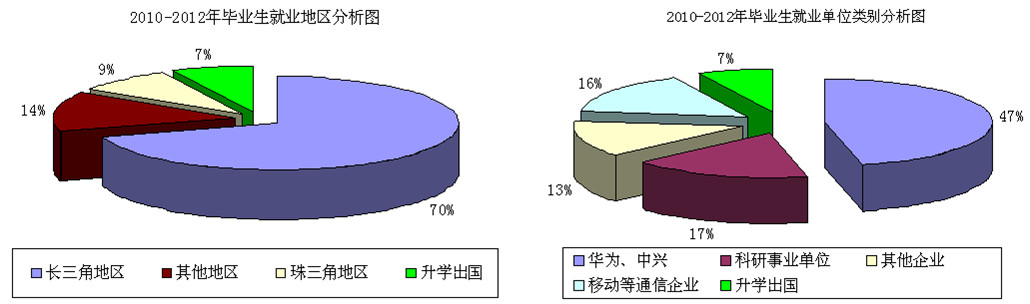 2010-2012年毕业生就业地区分析图
7%
9%
14%
70%
长三角地区 其他地区 珠三角地区 升学出国
2010-2012年毕业生就业单位类别分析图
7%
16%
47%
13%
17%
华为、中兴 科研事业单位 其他企业
移动等通信企业 升学出国